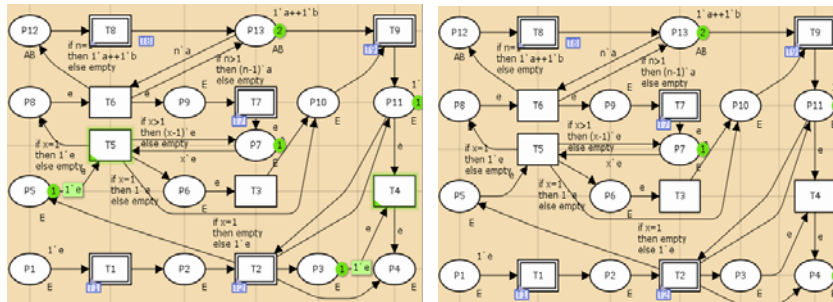 1`a++1`b
P12
T8
P13
2
T9
T8
T9
AB
if n=1
then 1`a++1`b
else empty
n`a
AB
if n>1
then (n-1)`a
else empty
E
P8
e
T6
e
P9
T7
P10
P11
1`
E
E
E
E
if x>1
then (x-1)`e
else empty
e
T5
P7
1
E
x`e
if x=1
then 1`e
else empty
e
P5
1
1`e
E
if x=1
then 1`e
else empty
P6
e
T3
E
T4
if x=1
then empty
else 1`e
e
e
P1
T1
P2
T2
P3
1
1`e
P4
E
E
E
E
1`a++1`b
P12
T8
P13
2
T9
T8
T9
AB
if n=
then 1`a++1`b
else empty
n`a
AB
if n>1
then (n-1)`a
else empty
E
P8
e
T6
e
P9
T7
P10
P11
E
E
E
E
if x>1
then (x-1)`e
else empty
e
T5
P7
1
E
x`e
if x=1
then 1`e
else empty
P5
E
if x=1
then 1`e
else empty
P6
e
T3
E
T4
if x=1
then empty
else 1`e
e
e
1`e
P1
T1
P2
T2
P3
P4
E
E
E
E